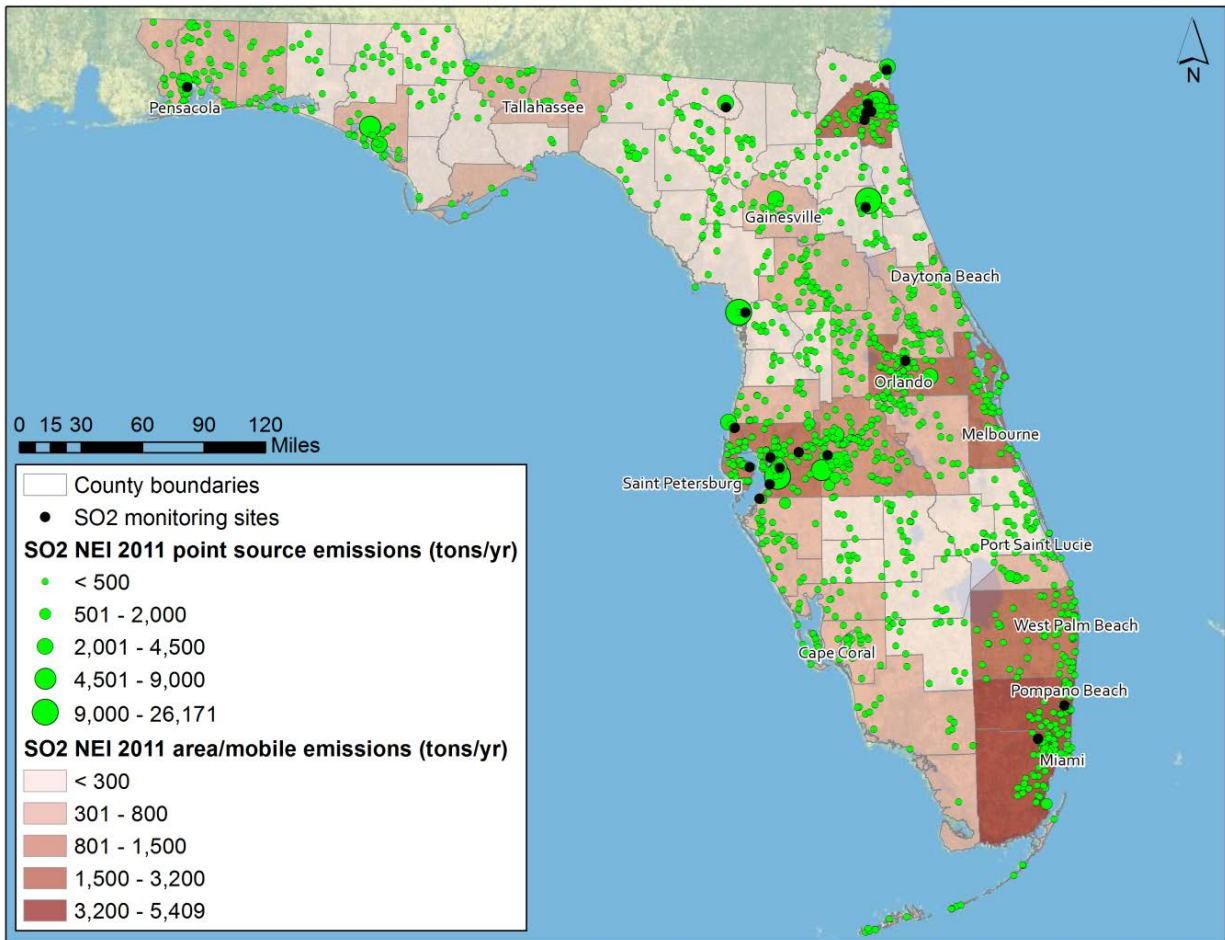 N
Pensacola
Tallahassee
Gainesville
Daytona Beach
Orlando
Melbourne
Saint Petersburg
Port Saint Lucie
West Palm Beach
Cape Coral
Pompano Beach
Miami
0 15 30 60 90 120
Miles
County boundaries
SO2 monitoring sites
SO2 NEI 2011 point source emissions (tons/yr)
< 500
501 - 2,000
2,001 - 4,500
4,501 - 9,000
9,000 - 26,171
SO2 NEI 2011 area/mobile emissions (tons/yr)
< 300
301 - 800
801 - 1,500
1,500 - 3,200
3,200 - 5,409